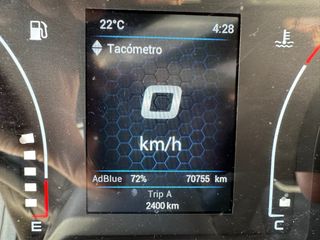 22°C 4:28
Tacómetro
0
km/h
AdBlue 72% 70755 km
Trip A
2400 km
E C